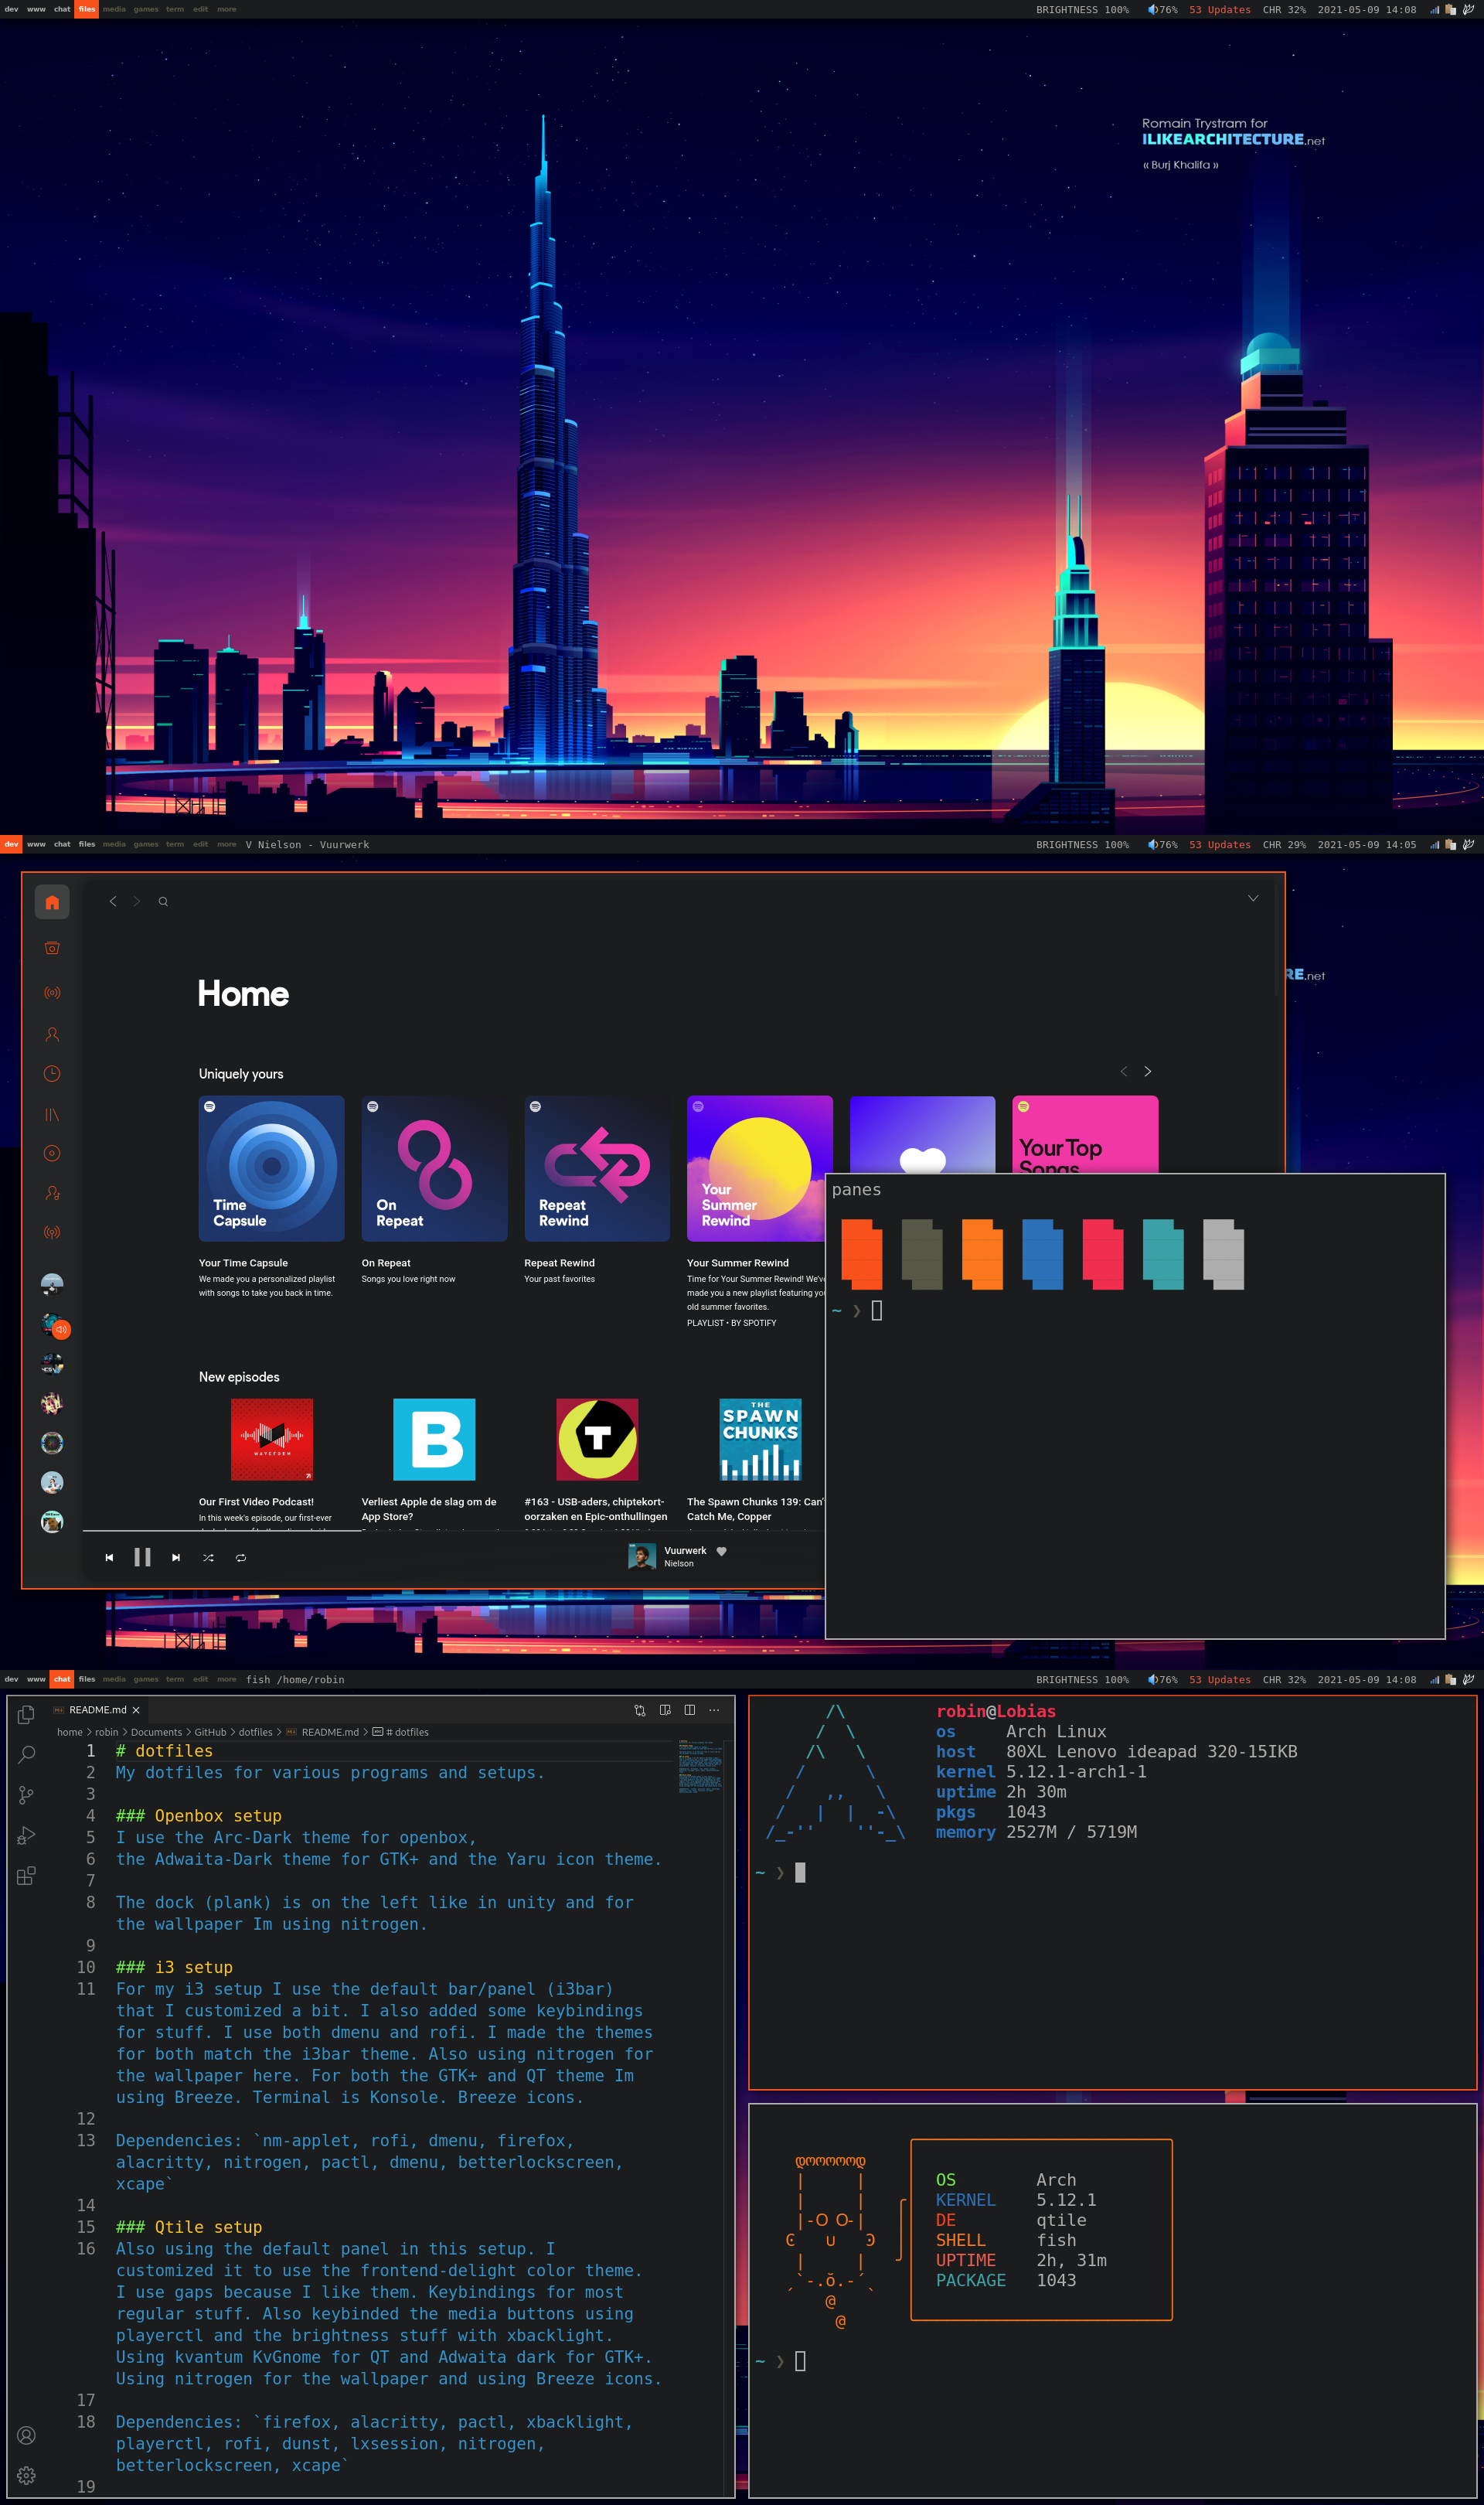 dev www chat files media games term edit more
BRIGHTNESS 100% 76% 53 Updates CHR 32% 2021-05-09 14:08
Romain Trystram for
ILIKEARCHITECTURE.net
« Burj Khalifa »
dev www chat files media games term edit more V Nielson - Vuurwerk
BRIGHTNESS 100% 76% 53 Updates CHR 29% 2021-05-09 14:05
RE.net
Home
Uniquely yours
Time
Capsule
On
Repeat
Repeat
Rewind
Your
Summer
Rewind
Your Top
Songs
Your Time Capsule
We made you a personalized playlist
with songs to take you back in time.
On Repeat
Songs you love right now
Repeat Rewind
Your past favorites
Your Summer Rewind
Time for Your Summer Rewind! We've
made you a new playlist featuring your
old summer favorites.
PLAYLIST • BY SPOTIFY
New episodes
WAVEFORM
B
T
THE
SPAWN
CHUNKS
Our First Video Podcast!
In this week's episode, our first-ever
Verliest Apple de slag om de
App Store?
#163 - USB-aders, chiptekort-
oorzaken en Epic-onthullingen
The Spawn Chunks 139: Can't
Catch Me, Copper
Vuurwerk
Nielson
panes
~ ❯
dev www chat files media games term edit more fish /home/robin
BRIGHTNESS 100% 76% 53 Updates CHR 32% 2021-05-09 14:08
README.md
home > robin > Documents > GitHub > dotfiles > README.md > # dotfiles
1 # dotfiles
2 My dotfiles for various programs and setups.
3
4 ### Openbox setup
5 I use the Arc-Dark theme for openbox,
6 the Adwaita-Dark theme for GTK+ and the Yaru icon theme.
7
8 The dock (plank) is on the left like in unity and for
the wallpaper Im using nitrogen.
9
10 ### i3 setup
11 For my i3 setup I use the default bar/panel (i3bar)
that I customized a bit. I also added some keybindings
for stuff. I use both dmenu and rofi. I made the themes
for both match the i3bar theme. Also using nitrogen for
the wallpaper here. For both the GTK+ and QT theme Im
using Breeze. Terminal is Konsole. Breeze icons.
12
13 Dependencies: `nm-applet, rofi, dmenu, firefox,
alacritty, nitrogen, pactl, dmenu, betterlockscreen,
xcape`
14
15 ### Qtile setup
16 Also using the default panel in this setup. I
customized it to use the frontend-delight color theme.
I use gaps because I like them. Keybindings for most
regular stuff. Also keybinded the media buttons using
playerctl and the brightness stuff with xbacklight.
Using kvantum KvGnome for QT and Adwaita dark for GTK+.
Using nitrogen for the wallpaper and using Breeze icons.
17
18 Dependencies: `firefox, alacritty, pactl, xbacklight,
playerctl, rofi, dunst, lxsession, nitrogen,
betterlockscreen, xcape`
19
robin@Lobias
os Arch Linux
host 80XL Lenovo ideapad 320-15IKB
kernel 5.12.1-arch1-1
uptime 2h 30m
pkgs 1043
memory 2527M / 5719M
~ ❯
OS Arch
KERNEL 5.12.1
DE qtile
SHELL fish
UPTIME 2h, 31m
PACKAGE 1043
~ ❯